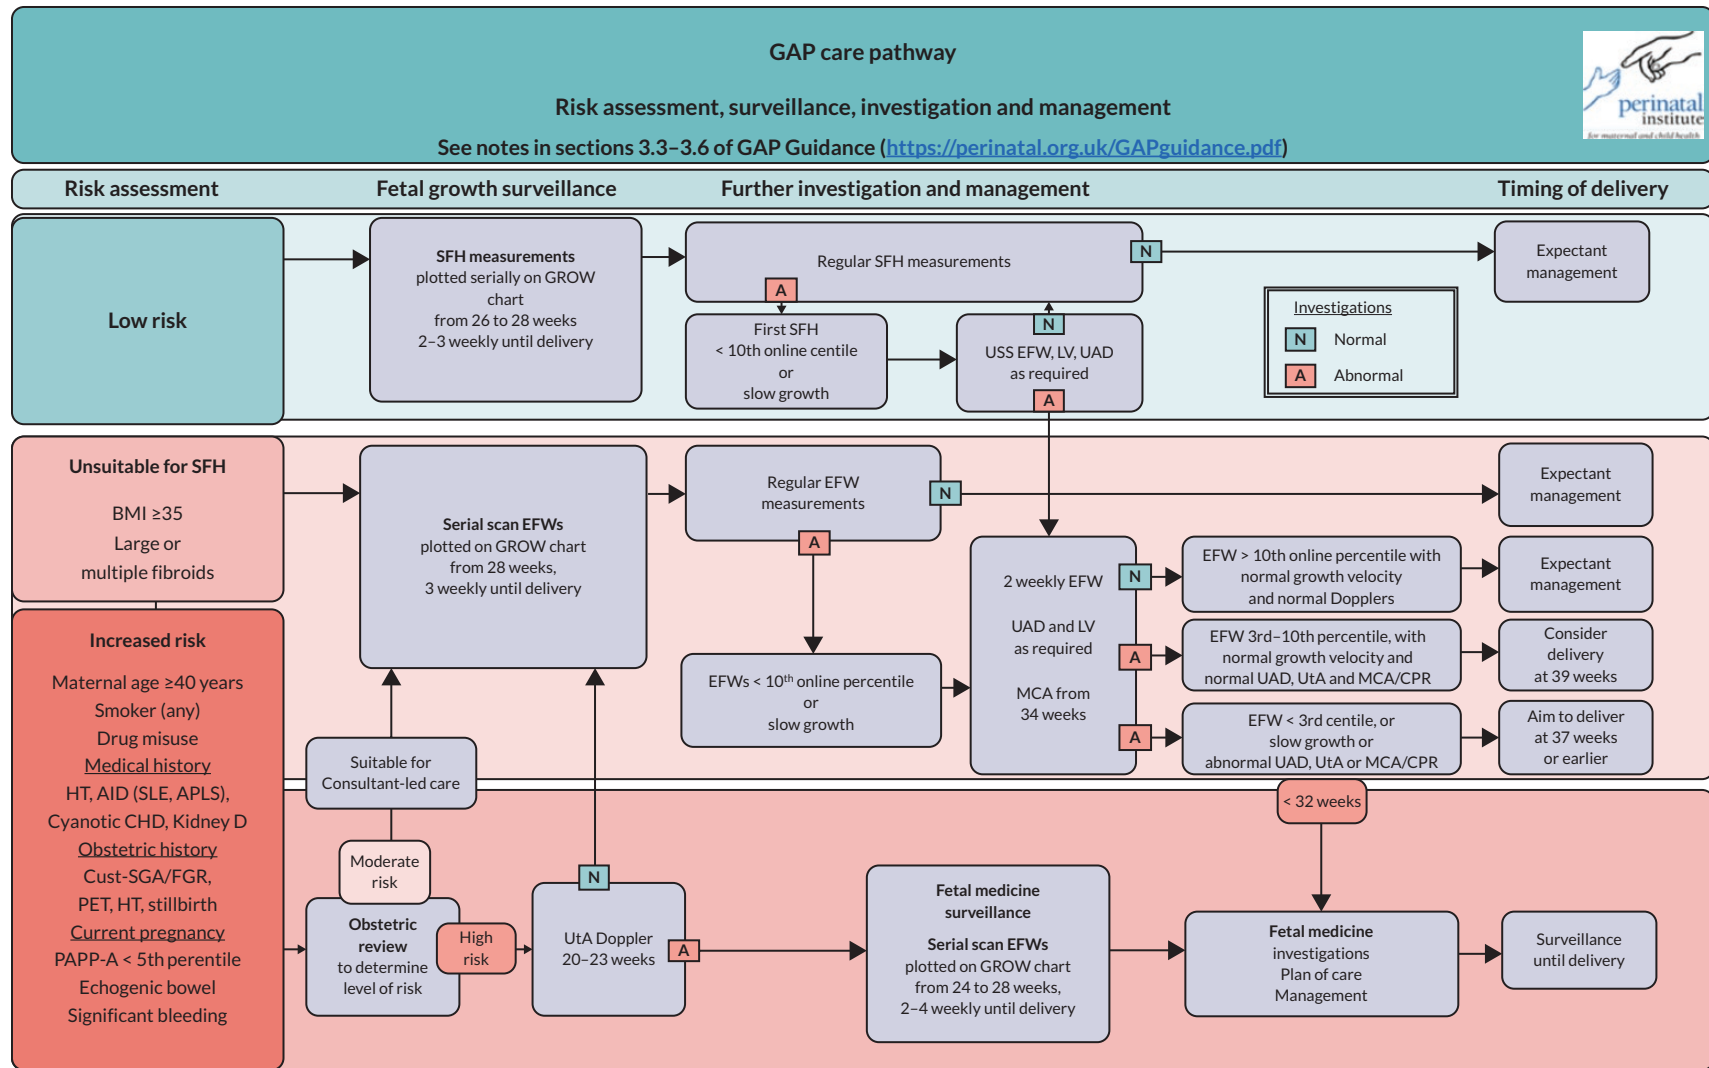 GAP care pathway
Risk assessment, surveillance, investigation and management
See notes in sections 3.3–3.6 of GAP Guidance (https://perinatal.org.uk/GAPguidance.pdf)
perinatal
institute
for maternal and child health
Risk assessment
Fetal growth surveillance
Further investigation and management
Timing of delivery
Low risk
SFH measurements
plotted serially on GROW
chart
from 26 to 28 weeks
2–3 weekly until delivery
Regular SFH measurements
N
A
Expectant
management
First SFH
< 10th online centile
or
slow growth
N
USS EFW, LV, UAD
as required
A
Investigations
N Normal
A Abnormal
Unsuitable for SFH
BMI ≥35
Large or
multiple fibroids
Serial scan EFWs
plotted on GROW chart
from 28 weeks,
3 weekly until delivery
Regular EFW
measurements
N
A
Expectant
management
EFWs < 10th online percentile
or
slow growth
2 weekly EFW
UAD and LV
as required
MCA from
34 weeks
N
EFW > 10th online percentile with
normal growth velocity
and normal Dopplers
Expectant
management
A
EFW 3rd–10th percentile, with
normal growth velocity and
normal UAD, UtA and MCA/CPR
Consider
delivery
at 39 weeks
A
EFW < 3rd centile, or
slow growth or
abnormal UAD, UtA or MCA/CPR
Aim to deliver
at 37 weeks
or earlier
Increased risk
Maternal age ≥40 years
Smoker (any)
Drug misuse
Medical history
HT, AID (SLE, APLS),
Cyanotic CHD, Kidney D
Obstetric history
Cust-SGA/FGR,
PET, HT, stillbirth
Current pregnancy
PAPP-A < 5th perentile
Echogenic bowel
Significant bleeding
Suitable for
Consultant-led care
Moderate
risk
Obstetric
review
to determine
level of risk
High
risk
N
UtA Doppler
20–23 weeks
A
Fetal medicine
surveillance
Serial scan EFWs
plotted on GROW chart
from 24 to 28 weeks,
2–4 weekly until delivery
< 32 weeks
Fetal medicine
investigations
Plan of care
Management
Surveillance
until delivery